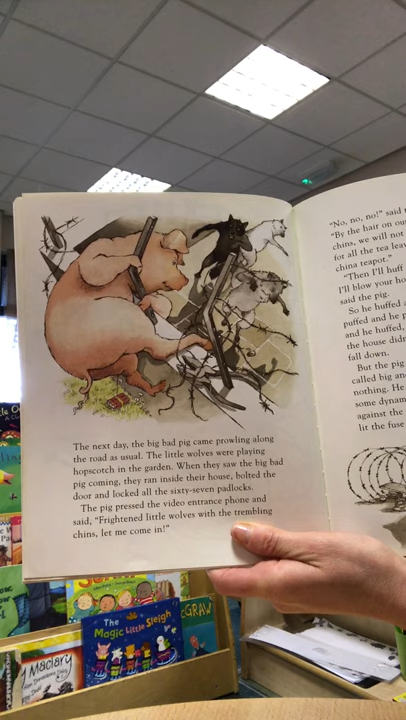 The next day, the big bad pig came prowling along
the road as usual. The little wolves were playing
hopscotch in the garden. When they saw the big bad
pig coming, they ran inside their house, bolted the
door and locked all the sixty-seven padlocks.
The pig pressed the video entrance phone and
said, "Frightened little wolves with the trembling
chins, let me come in!"
"No, no, no!" said
"By the hair on our
china, we will not
for all the tea leav
china teapot."
"Then I'll huff
I'll blow your ho
said the pig.
So he huffed a
puffed and he p
and he huffed,
the house didn'
fall down.
But the pig
called big an
nothing. He
some dynam
against the
lit the fuse
The
Magic Little Sleigh
Maclary
Dodd
GRAW